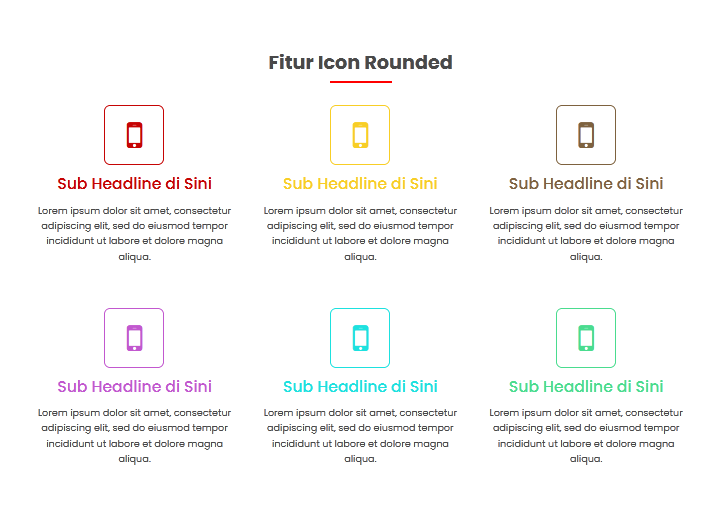 Fitur Icon Rounded
Sub Headline di Sini
Lorem ipsum dolor sit amet, consectetur
adipiscing elit, sed do eiusmod tempor
incididunt ut labore et dolore magna
aliqua.
Sub Headline di Sini
Lorem ipsum dolor sit amet, consectetur
adipiscing elit, sed do eiusmod tempor
incididunt ut labore et dolore magna
aliqua.
Sub Headline di Sini
Lorem ipsum dolor sit amet, consectetur
adipiscing elit, sed do eiusmod tempor
incididunt ut labore et dolore magna
aliqua.
Sub Headline di Sini
Lorem ipsum dolor sit amet, consectetur
adipiscing elit, sed do eiusmod tempor
incididunt ut labore et dolore magna
aliqua.
Sub Headline di Sini
Lorem ipsum dolor sit amet, consectetur
adipiscing elit, sed do eiusmod tempor
incididunt ut labore et dolore magna
aliqua.
Sub Headline di Sini
Lorem ipsum dolor sit amet, consectetur
adipiscing elit, sed do eiusmod tempor
incididunt ut labore et dolore magna
aliqua.